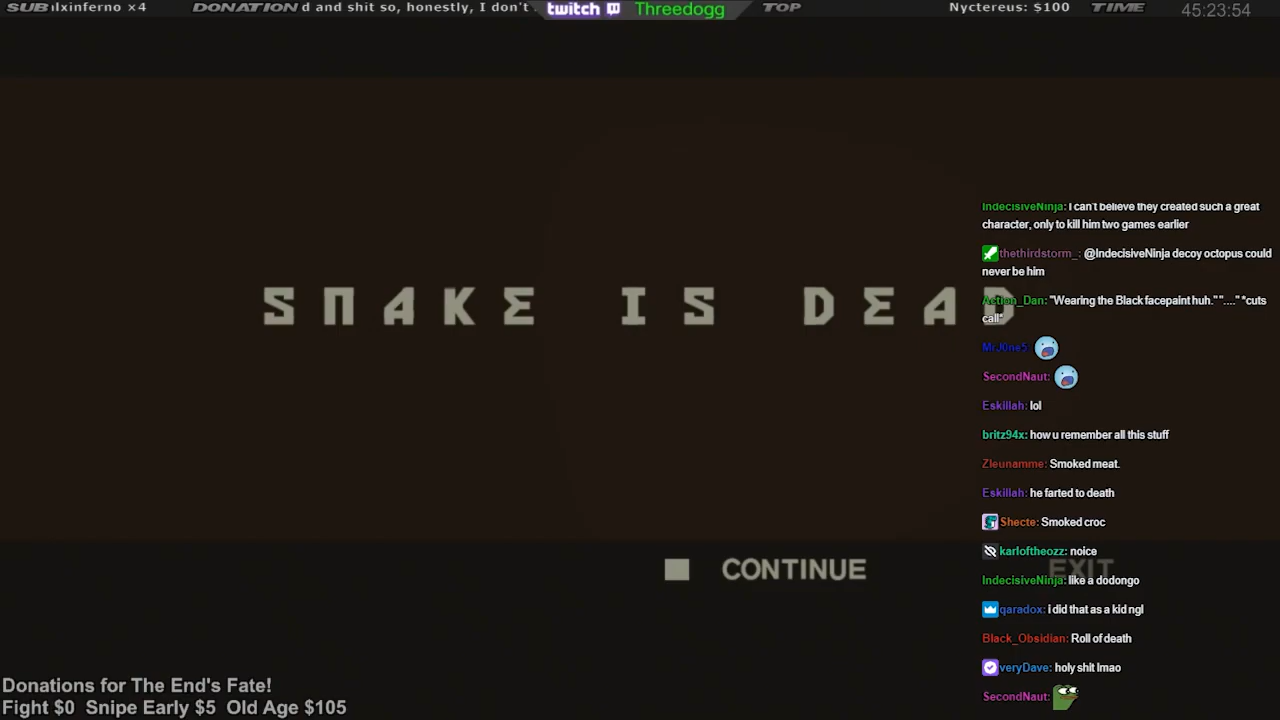 SUB ilxinferno ×4 DONATION d and shit so, honestly, I don't twitch Threedogg TOP Nyctereus: $100 TIME 45:23:54
IndecisiveNinja: I can't believe they created such a great
character, only to kill him two games earlier
thethirdstorm_: @IndecisiveNinja decoy octopus could
never be him
Action_Dan: "Wearing the Black facepaint huh." "...." *cuts
call*
SNAKE IS DEAD
MrJ0ne5
SecondNaut:
Eskillah: lol
britz94x: how u remember all this stuff
Zleunamme: Smoked meat.
Eskillah: he farted to death
Shecte: Smoked croc
karloftheozz: noice
CONTINUE
EXIT
IndecisiveNinja: like a dodongo
qaradox: i did that as a kid ngl
Black_Obsidian: Roll of death
veryDave: holy shit lmao
SecondNaut:
Donations for The End's Fate!
Fight $0 Snipe Early $5 Old Age $105